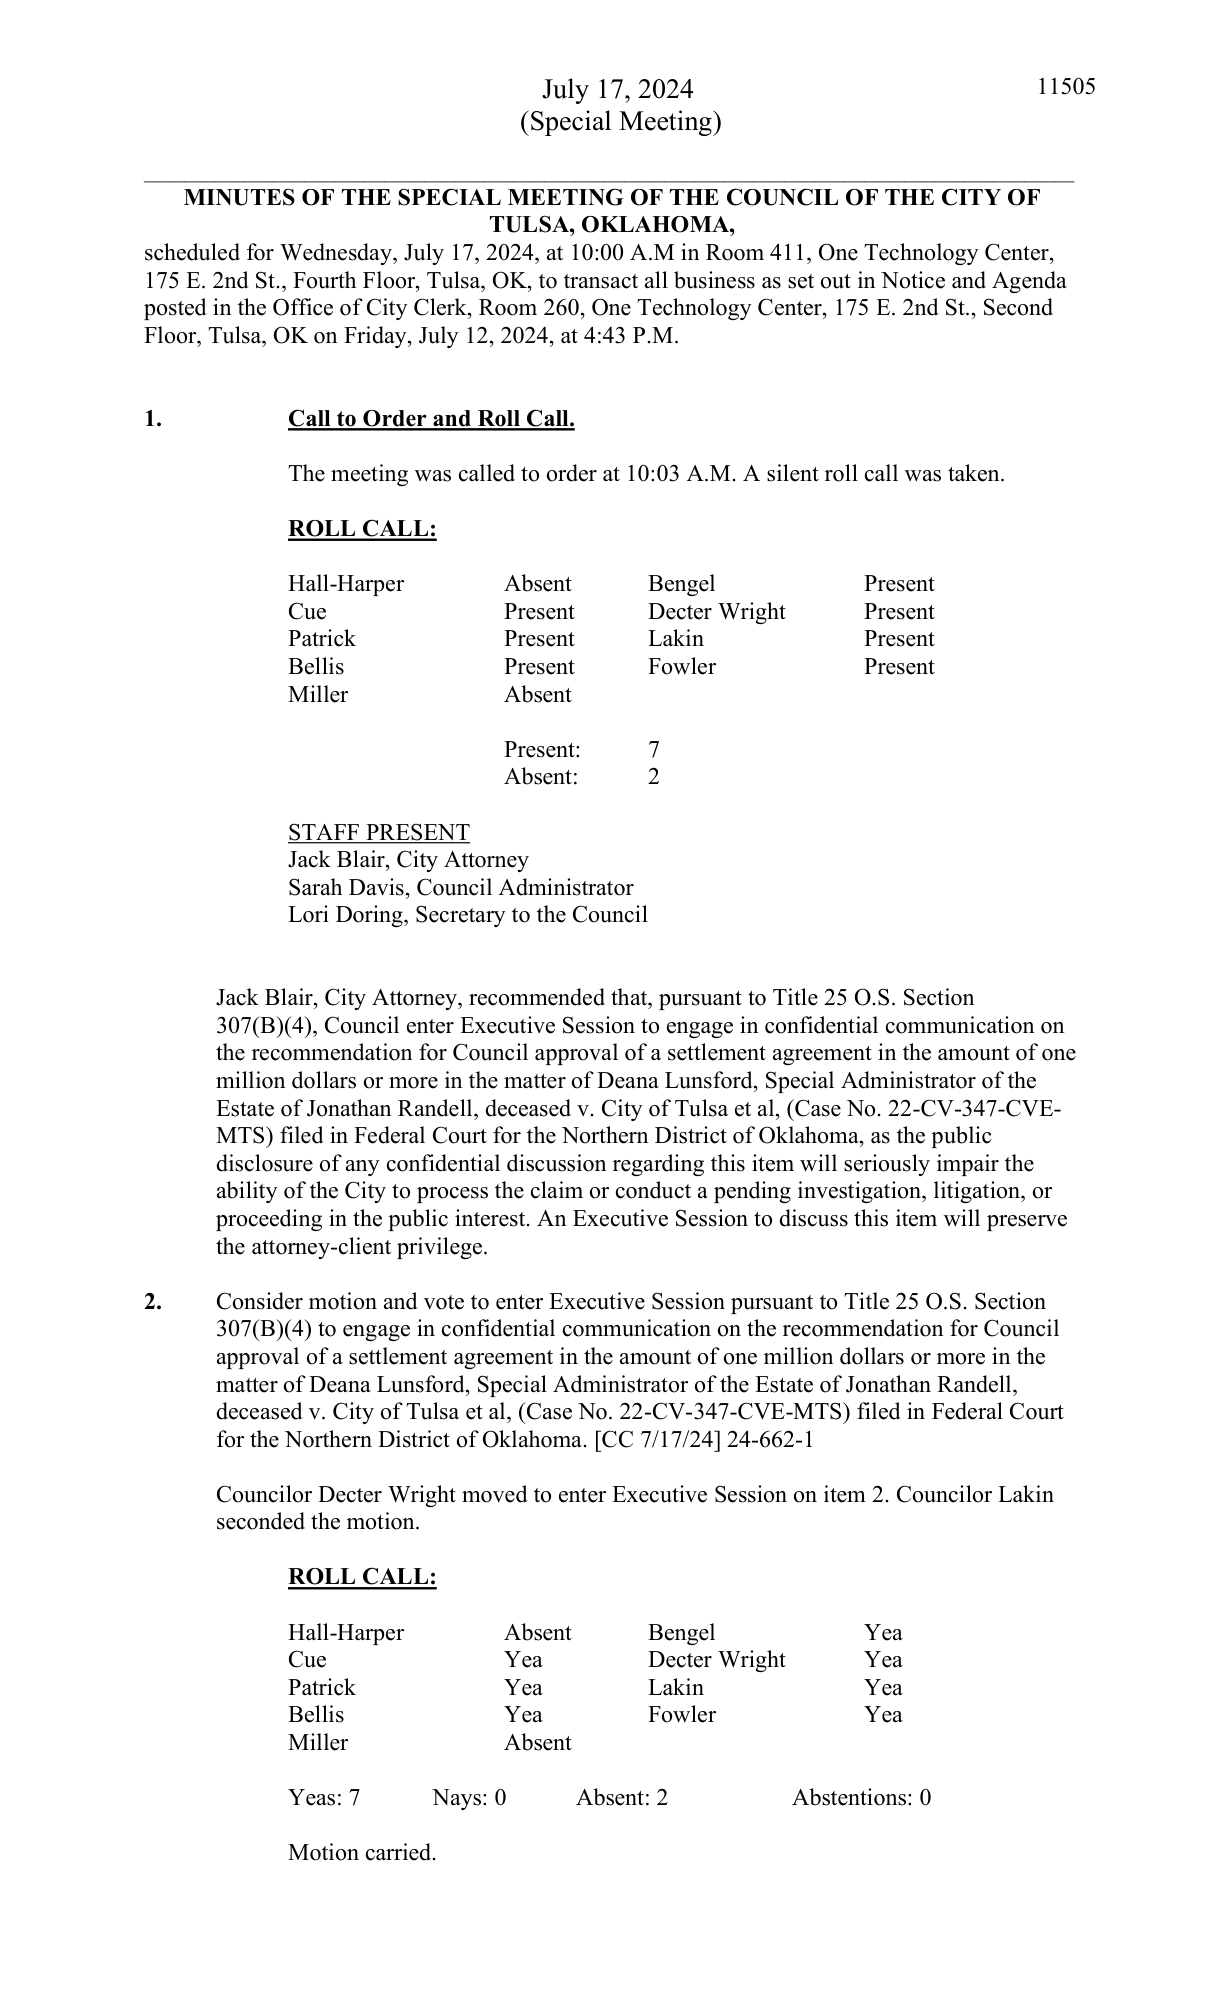 July 17, 2024
11505
(Special Meeting)
MINUTES OF THE SPECIAL MEETING OF THE COUNCIL OF THE CITY OF
TULSA, OKLAHOMA,
scheduled for Wednesday, July 17, 2024, at 10:00 A.M in Room 411, One Technology Center,
175 E. 2nd St., Fourth Floor, Tulsa, OK, to transact all business as set out in Notice and Agenda
posted in the Office of City Clerk, Room 260, One Technology Center, 175 E. 2nd St., Second
Floor, Tulsa, OK on Friday, July 12, 2024, at 4:43 P.M.
1. Call to Order and Roll Call.
The meeting was called to order at 10:03 A.M. A silent roll call was taken.
ROLL CALL:
Hall-Harper Absent Bengel Present
Cue Present Decter Wright Present
Patrick Present Lakin Present
Bellis Present Fowler Present
Miller Absent
Present: 7
Absent: 2
STAFF PRESENT
Jack Blair, City Attorney
Sarah Davis, Council Administrator
Lori Doring, Secretary to the Council
Jack Blair, City Attorney, recommended that, pursuant to Title 25 O.S. Section
307(B)(4), Council enter Executive Session to engage in confidential communication on
the recommendation for Council approval of a settlement agreement in the amount of one
million dollars or more in the matter of Deana Lunsford, Special Administrator of the
Estate of Jonathan Randell, deceased v. City of Tulsa et al, (Case No. 22-CV-347-CVE-
MTS) filed in Federal Court for the Northern District of Oklahoma, as the public
disclosure of any confidential discussion regarding this item will seriously impair the
ability of the City to process the claim or conduct a pending investigation, litigation, or
proceeding in the public interest. An Executive Session to discuss this item will preserve
the attorney-client privilege.
2. Consider motion and vote to enter Executive Session pursuant to Title 25 O.S. Section
307(B)(4) to engage in confidential communication on the recommendation for Council
approval of a settlement agreement in the amount of one million dollars or more in the
matter of Deana Lunsford, Special Administrator of the Estate of Jonathan Randell,
deceased v. City of Tulsa et al, (Case No. 22-CV-347-CVE-MTS) filed in Federal Court
for the Northern District of Oklahoma. [CC 7/17/24] 24-662-1
Councilor Decter Wright moved to enter Executive Session on item 2. Councilor Lakin
seconded the motion.
ROLL CALL:
Hall-Harper Absent Bengel Yea
Cue Yea Decter Wright Yea
Patrick Yea Lakin Yea
Bellis Yea Fowler Yea
Miller Absent
Yeas: 7 Nays: 0 Absent: 2 Abstentions: 0
Motion carried.